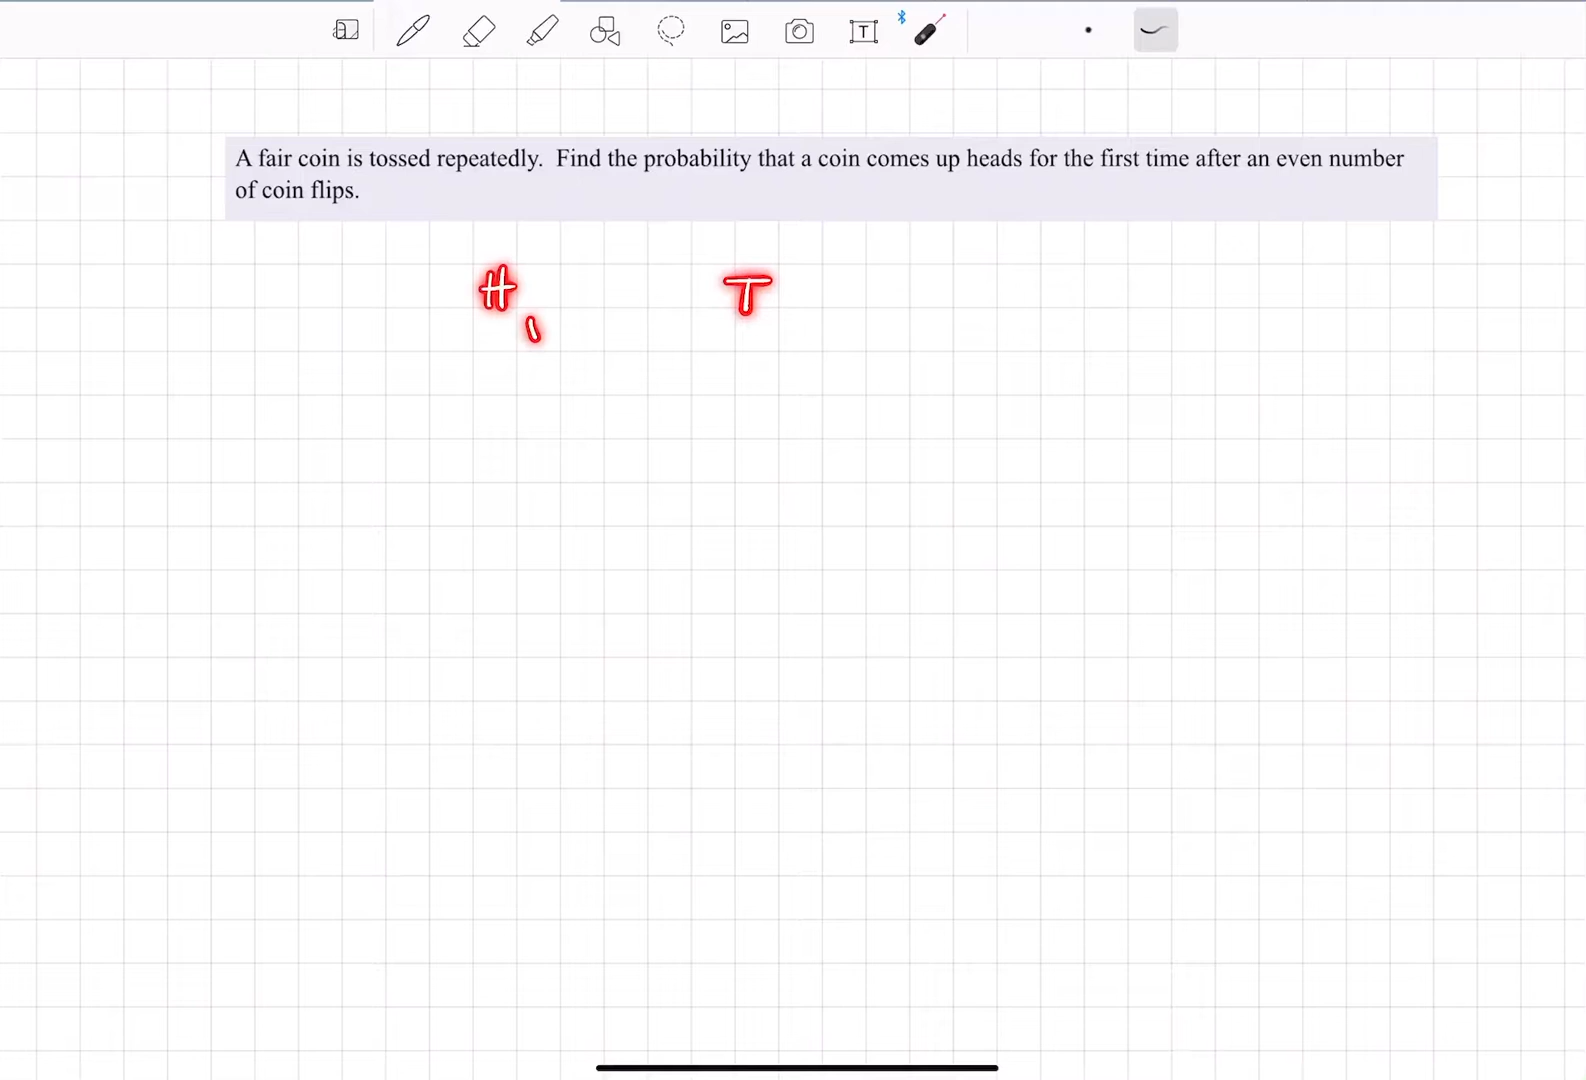 T
A fair coin is tossed repeatedly.  Find the probability that a coin comes up heads for the first time after an even number
of coin flips.
H, T